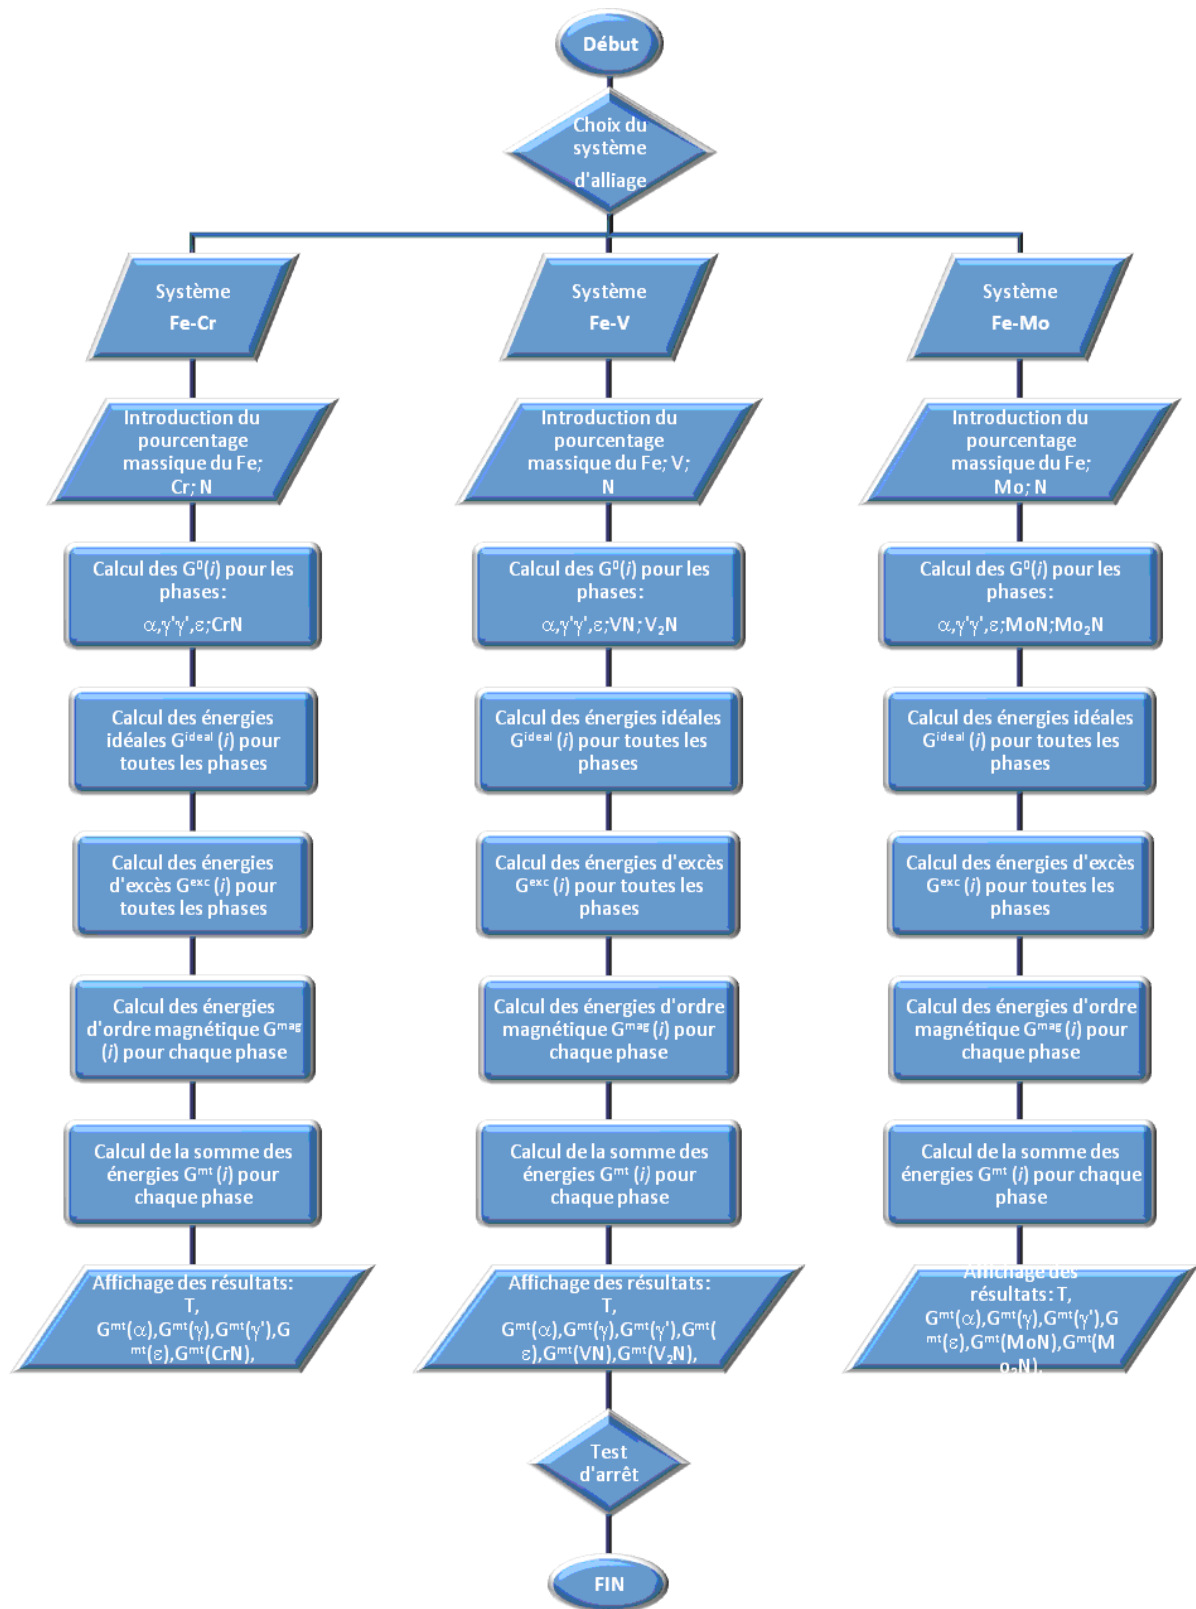 Début
Choix du
système
d'alliage
Système
Fe-Cr
Système
Fe-V
Système
Fe-Mo
Introduction du
pourcentage
massique du Fe;
Cr; N
Introduction du
pourcentage
massique du Fe; V;
N
Introduction du
pourcentage
massique du Fe;
Mo; N
Calcul des G⁰(i) pour les
phases:
α,γ'γ',ε;CrN
Calcul des G⁰(i) pour les
phases:
α,γ'γ',ε;VN; V₂N
Calcul des G⁰(i) pour les
phases:
α,γ'γ',ε;MoN;Mo₂N
Calcul des énergies
idéales Gⁱᵈᵉᵃˡ (i) pour
toutes les phases
Calcul des énergies idéales
Gⁱᵈᵉᵃˡ (i) pour toutes les
phases
Calcul des énergies idéales
Gⁱᵈᵉᵃˡ (i) pour toutes les
phases
Calcul des énergies
d'excès Gᵉˣᶜ (i) pour
toutes les phases
Calcul des énergies d'excès
Gᵉˣᶜ (i) pour toutes les
phases
Calcul des énergies d'excès
Gᵉˣᶜ (i) pour toutes les
phases
Calcul des énergies
d'ordre magnétique Gᵐᵃᵍ
(i) pour chaque phase
Calcul des énergies d'ordre
magnétique Gᵐᵃᵍ (i) pour
chaque phase
Calcul des énergies d'ordre
magnétique Gᵐᵃᵍ (i) pour
chaque phase
Calcul de la somme des
énergies Gᵐᵗ (i) pour
chaque phase
Calcul de la somme des
énergies Gᵐᵗ (i) pour
chaque phase
Calcul de la somme des
énergies Gᵐᵗ (i) pour chaque
phase
Affichage des résultats:
T,
Gᵐᵗ(α),Gᵐᵗ(γ),Gᵐᵗ(γ'),G
ᵐᵗ(ε),Gᵐᵗ(CrN),
Affichage des résultats:
T,
Gᵐᵗ(α),Gᵐᵗ(γ),Gᵐᵗ(γ'),Gᵐᵗ(
ε),Gᵐᵗ(VN),Gᵐᵗ(V₂N),
Affichage des
résultats: T,
Gᵐᵗ(α),Gᵐᵗ(γ),Gᵐᵗ(γ'),G
ᵐᵗ(ε),Gᵐᵗ(MoN),Gᵐᵗ(M
o₂N),
Test
d'arrêt
FIN